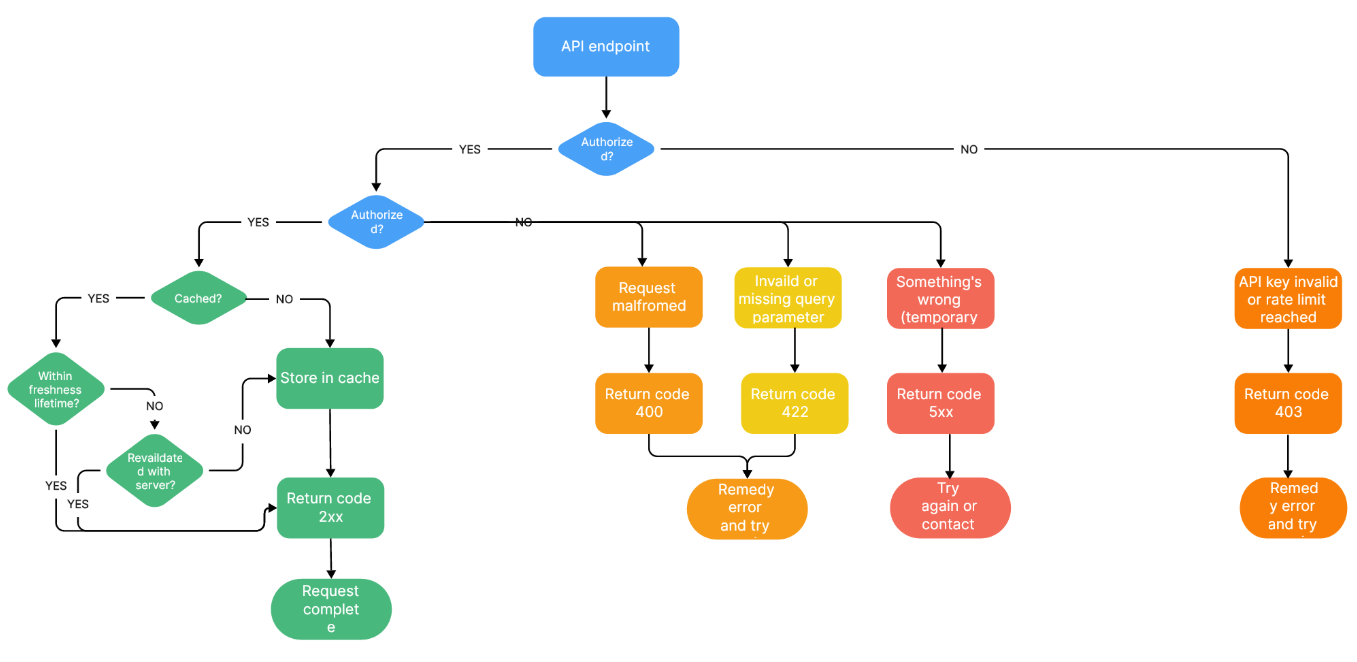 API endpoint
Authorize
d?
YES
NO
Authorize
d?
YES
NO
Cached?
YES
NO
Request
malfromed
Invaild or
missing query
parameter
Something's
wrong
(temporary
API key invalid
or rate limit
reached
Within
freshness
lifetime?
NO
Store in cache
Return code
400
Return code
422
Return code
5xx
Return code
403
NO
Revaildate
d with
server?
YES
YES
Return code
2xx
Remedy
error
and try
Try
again or
contact
Remed
y error
and try
Request
complet
e